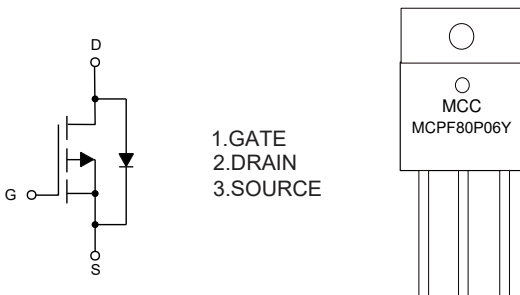 D
G
S
1.GATE
2.DRAIN
3.SOURCE
MCC
MCPF80P06Y